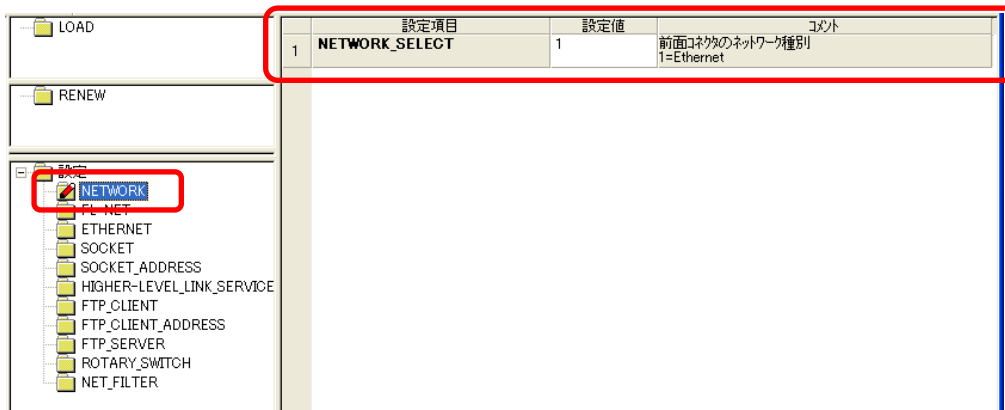 LOAD
RENEW
設定
NETWORK
FL-NET
ETHERNET
SOCKET
SOCKET_ADDRESS
HIGHER-LEVEL_LINK_SERVICE
FTP_CLIENT
FTP_CLIENT_ADDRESS
FTP_SERVER
ROTARY_SWITCH
NET_FILTER
設定項目 設定値 コメント
1 NETWORK_SELECT 1 前面コネクタのネットワーク種別
1=Ethernet